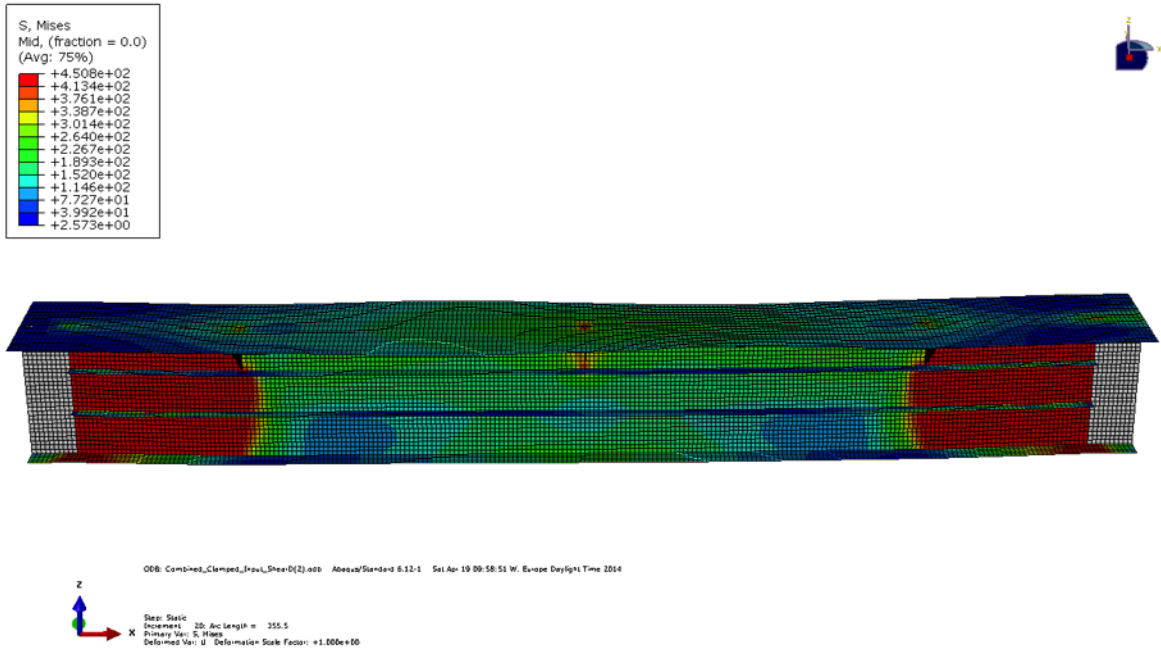 S, Mises
Mid, (fraction = 0.0)
(Avg: 75%)
+4.508e+02
+4.134e+02
+3.761e+02
+3.387e+02
+3.014e+02
+2.640e+02
+2.267e+02
+1.893e+02
+1.520e+02
+1.146e+02
+7.727e+01
+3.992e+01
+2.573e+00
Z
X
ODB: Combined_Clamped_Input_ShearD(2).odb Abaqus/Standard 6.12-1 Sat Apr 19 09:58:51 W. Europe Daylight Time 2014
Z
X
Step: Static
Increment 20: Arc Length = 355.5
Primary Var: S, Mises
Deformed Var: U Deformation Scale Factor: +1.000e+00